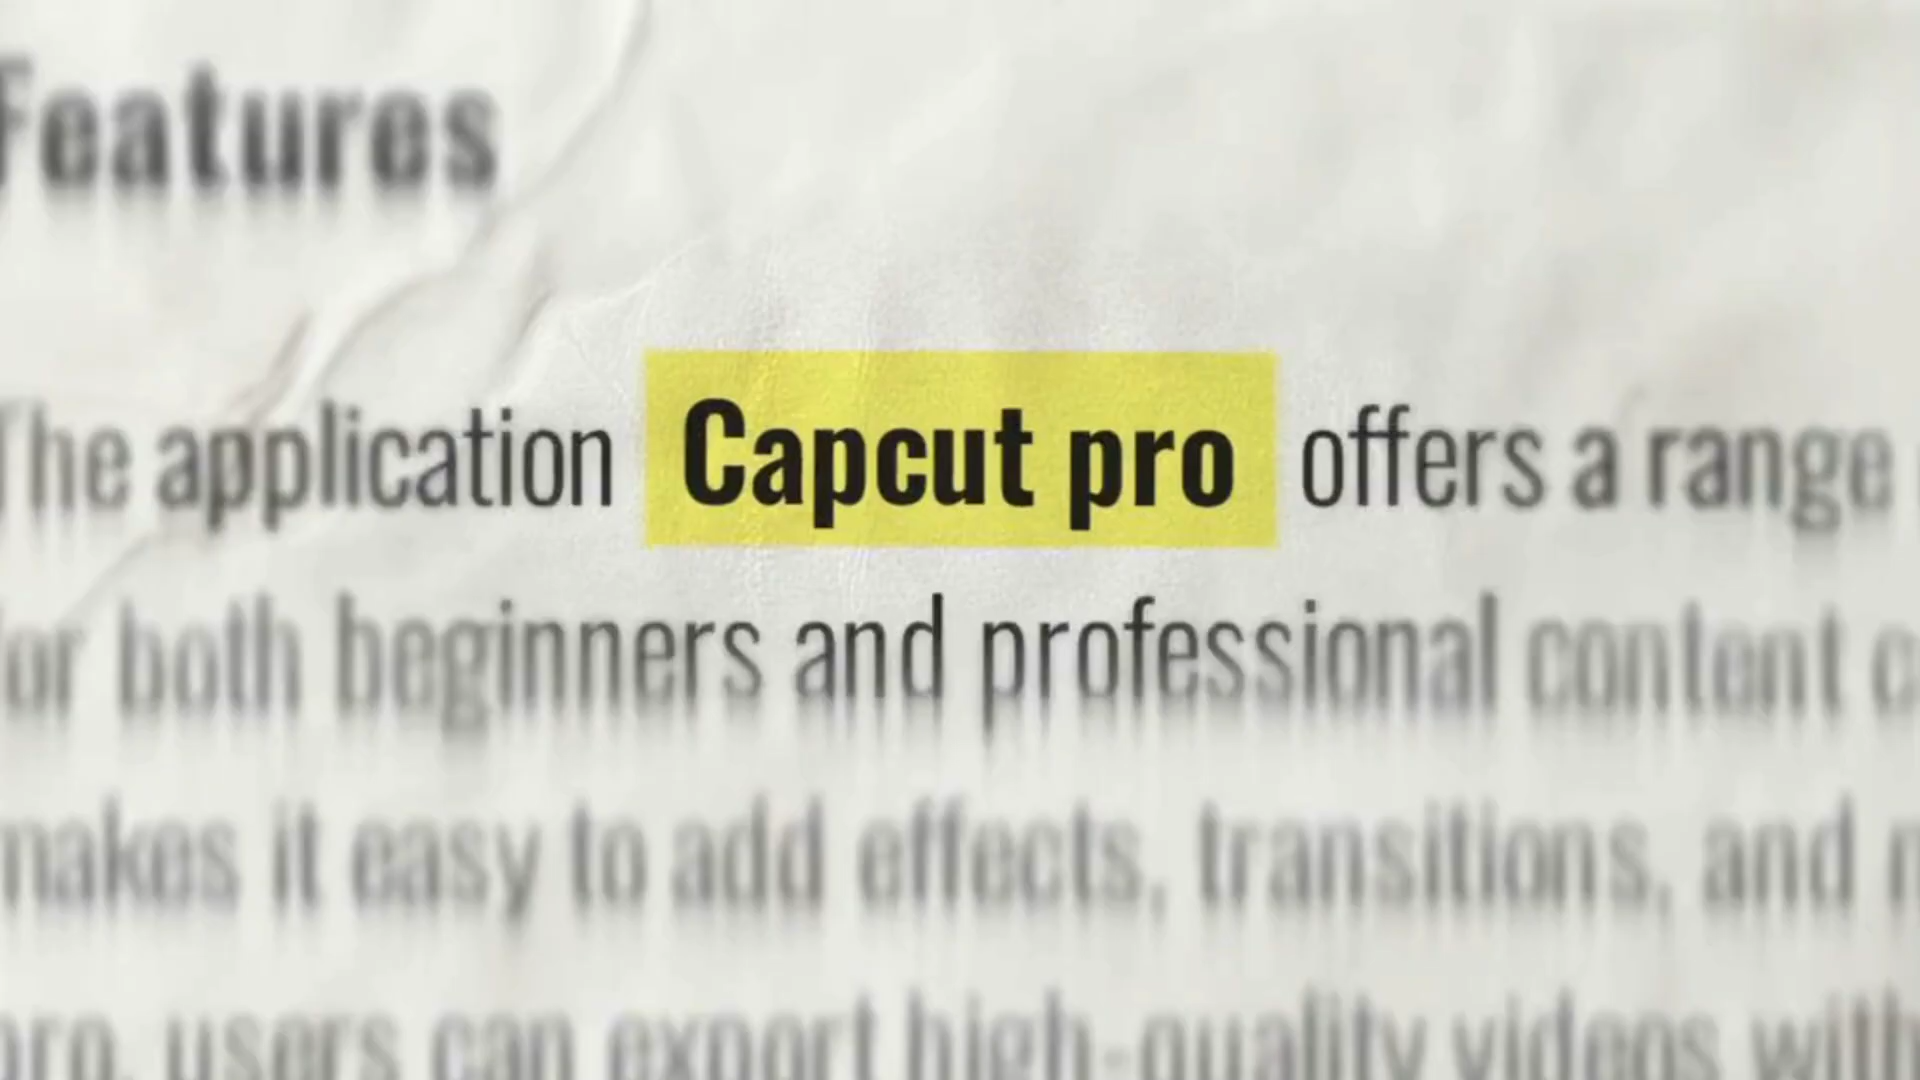 Features
The application Capcut pro offers a range
for both beginners and professional content
makes it easy to add effects, transitions, and
pro, users can export high-quality videos with